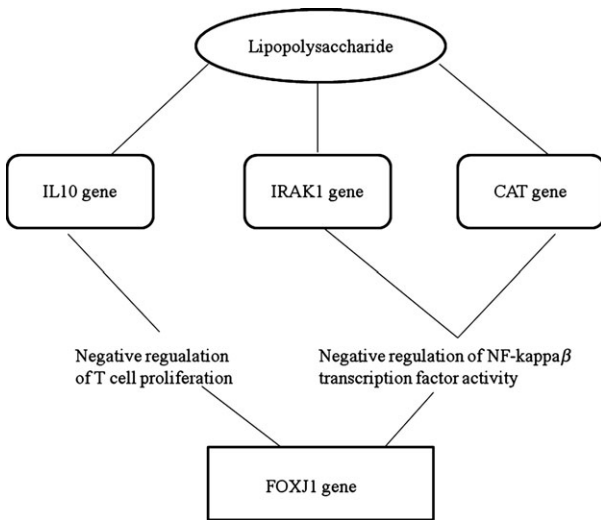 Lipopolysaccharide
IL10 gene
IRAK1 gene
CAT gene
Negative regualation
of T cell proliferation
Negative regulation of NF-kappaβ
transcription factor activity
FOXJ1 gene